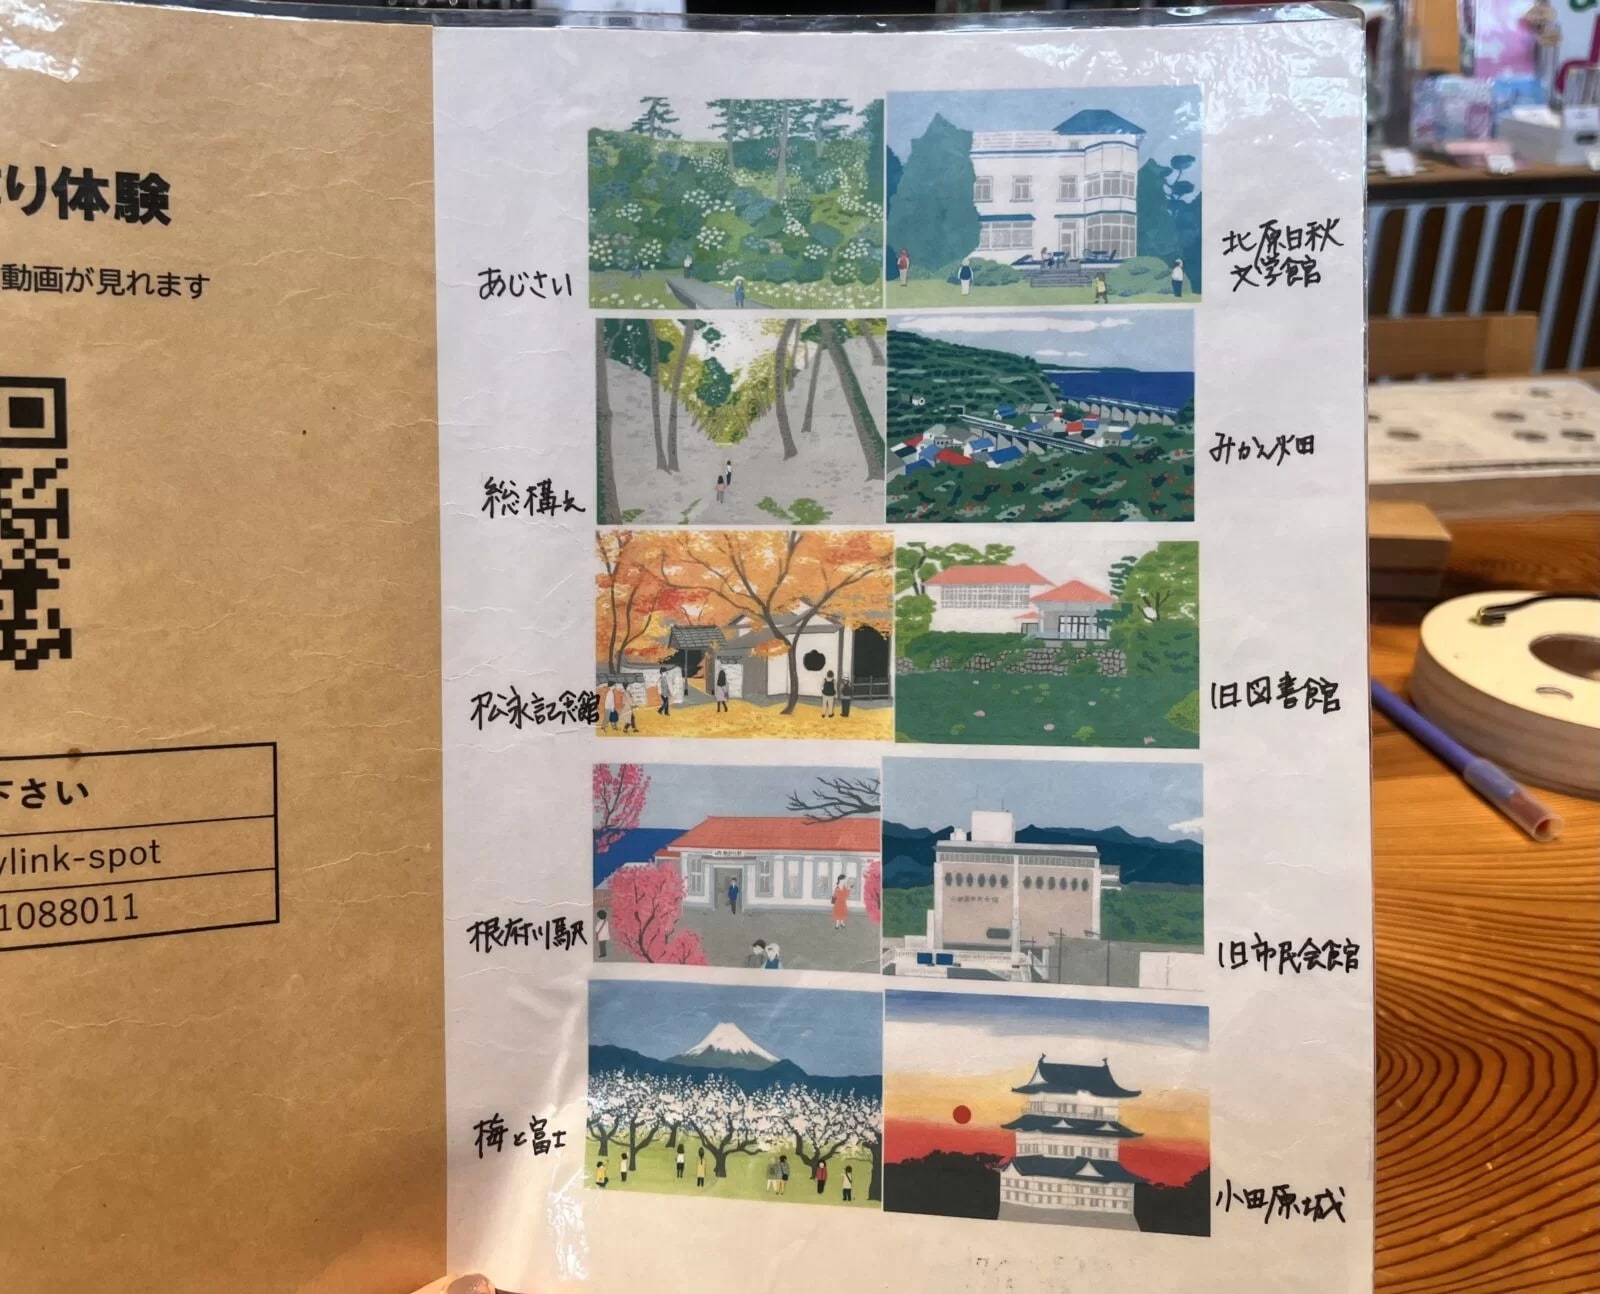 り体験
動画が見れます
下さい
ylink-spot
1088011
あじさい
北原白秋
文学館
総構え
みかん畑
松永記念館
旧図書館
根府川駅
旧市民会館
梅と富士
小田原城